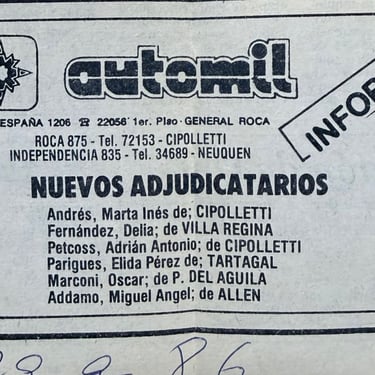 automil
ESPAÑA 1206 ☎ 22056 1er. Piso - GENERAL ROCA
ROCA 875 - Tel. 72153 - CIPOLLETTI
INDEPENDENCIA 835 - Tel. 34689 - NEUQUEN
INFOR
NUEVOS ADJUDICATARIOS
Andrés, Marta Inés de; CIPOLLETTI
Fernández, Delia; de VILLA REGINA
Petcoss, Adrián Antonio; de CIPOLLETTI
Parigues, Elida Pérez de; TARTAGAL
Marconi, Oscar; de P. DEL AGUILA
Addamo, Miguel Angel; de ALLEN